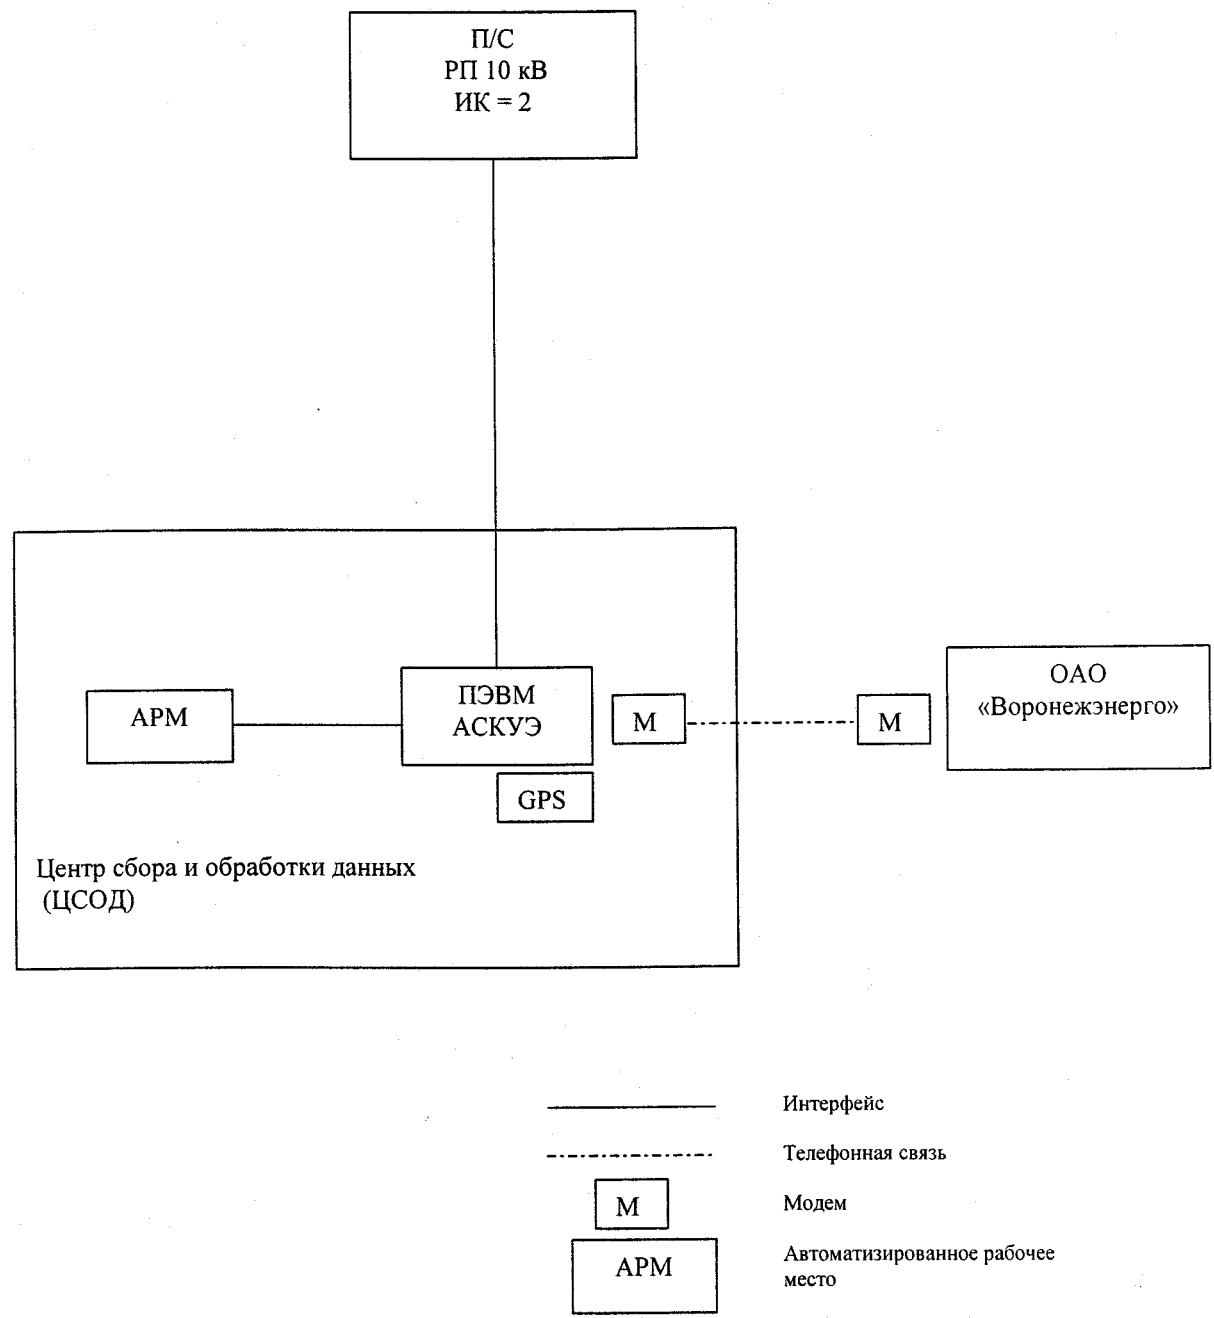 П/С
РП 10 кВ
ИК = 2
АРМ
ПЭВМ
АСКУЭ
М
М
ОАО
«Воронежэнерго»
GPS
Центр сбора и обработки данных
(ЦСОД)
Интерфейс
Телефонная связь
М
Модем
АРМ
Автоматизированное рабочее
место